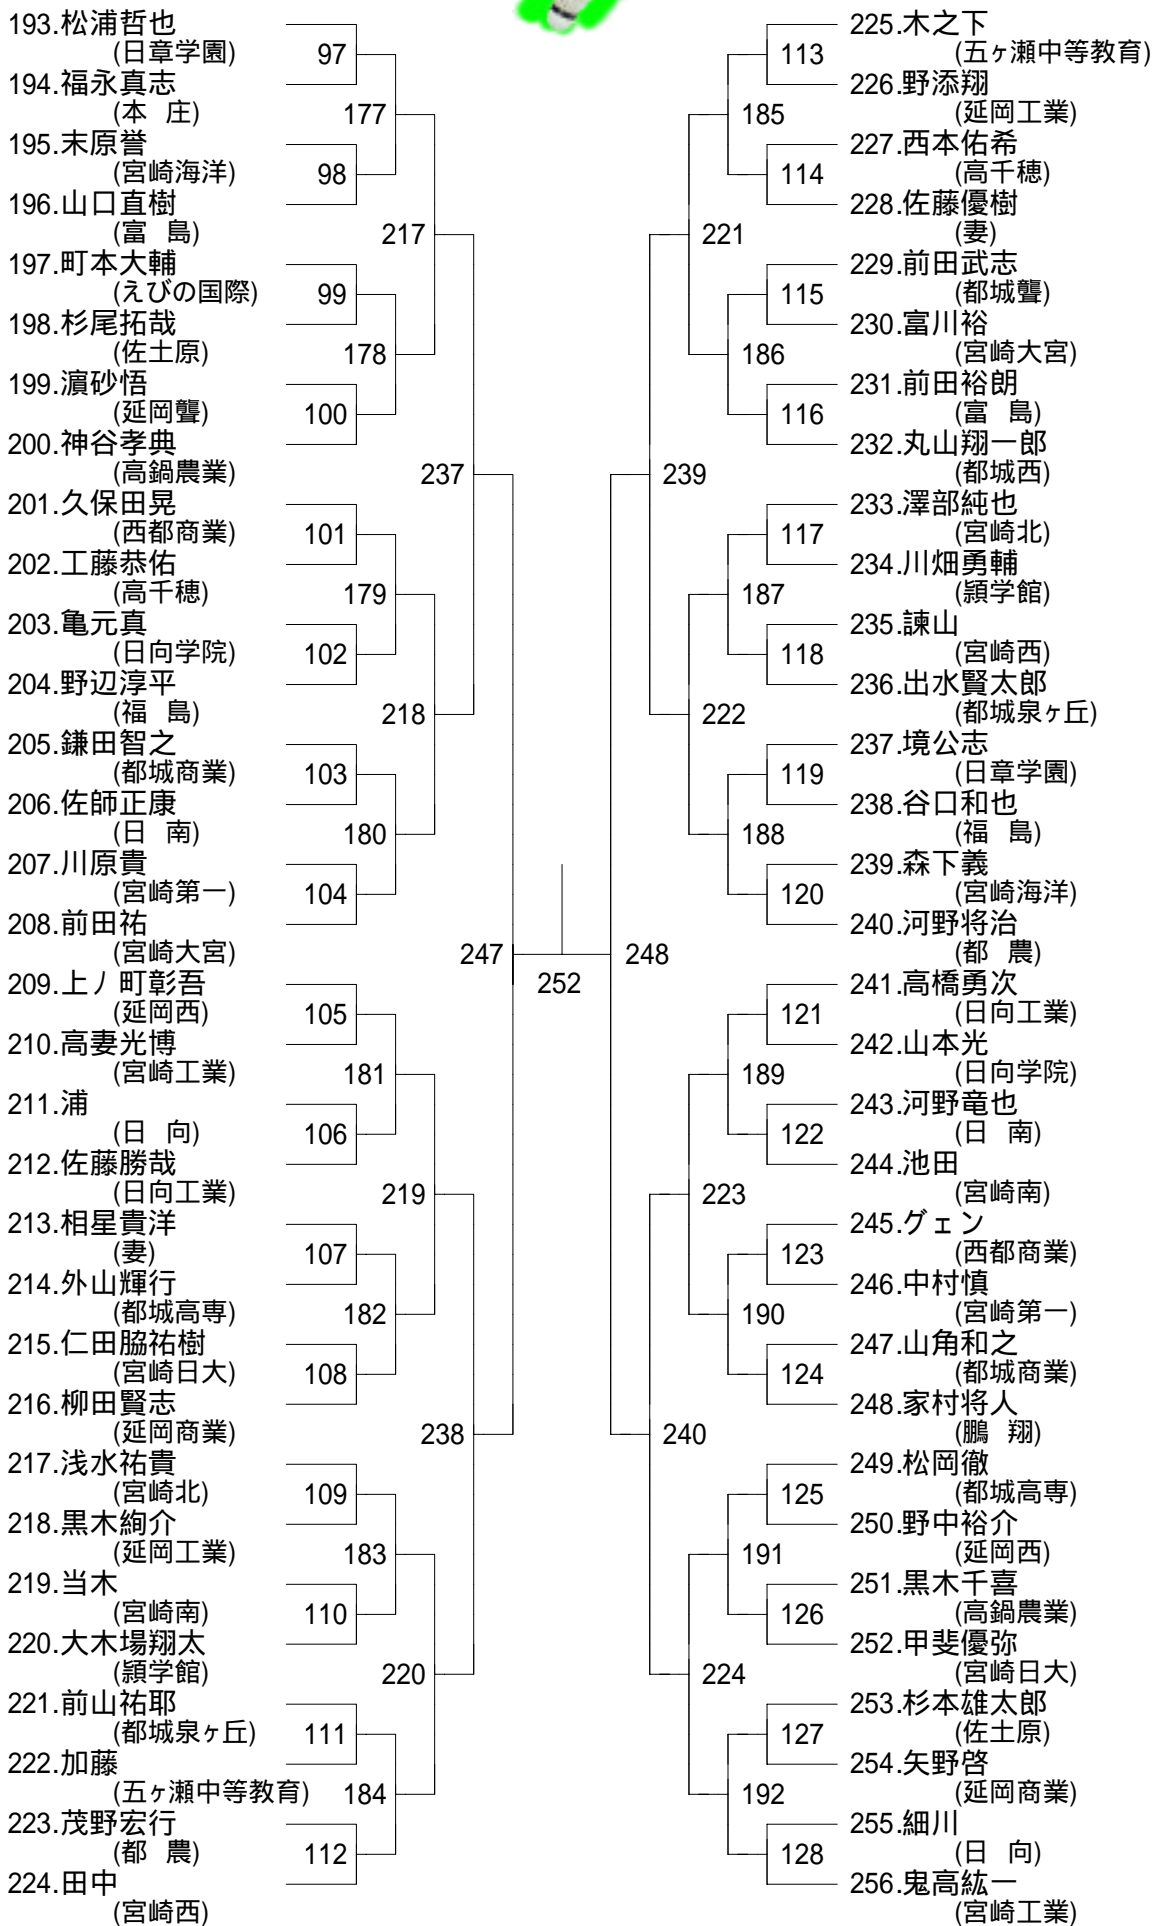 193.松浦哲也
(日章学園)
97
194.福永真志
(本 庄)
177
195.末原誉
(宮崎海洋)
98
196.山口直樹
(富 島)
217
197.町本大輔
(えびの国際)
99
198.杉尾拓哉
(佐土原)
178
199.濵砂悟
(延岡聾)
100
200.神谷孝典
(高鍋農業)
237
201.久保田晃
(西都商業)
101
202.工藤恭佑
(高千穂)
179
203.亀元真
(日向学院)
102
204.野辺淳平
(福 島)
218
205.鎌田智之
(都城商業)
103
206.佐師正康
(日 南)
180
207.川原貴
(宮崎第一)
104
208.前田祐
(宮崎大宮)
247
209.上ノ町彰吾
(延岡西)
105
210.高妻光博
(宮崎工業)
181
211.浦
(日 向)
106
212.佐藤勝哉
(日向工業)
219
213.相星貴洋
(妻)
107
214.外山輝行
(都城高専)
182
215.仁田脇祐樹
(宮崎日大)
108
216.柳田賢志
(延岡商業)
238
217.浅水祐貴
(宮崎北)
109
218.黒木絢介
(延岡工業)
183
219.当木
(宮崎南)
110
220.大木場翔太
(頴学館)
220
221.前山祐耶
(都城泉ヶ丘)
111
222.加藤
(五ヶ瀬中等教育)
184
223.茂野宏行
(都 農)
112
224.田中
(宮崎西)
252
225.木之下
(五ヶ瀬中等教育)
113
226.野添翔
(延岡工業)
185
227.西本佑希
(高千穂)
114
228.佐藤優樹
(妻)
221
229.前田武志
(都城聾)
115
230.富川裕
(宮崎大宮)
186
231.前田裕朗
(富 島)
116
232.丸山翔一郎
(都城西)
239
233.澤部純也
(宮崎北)
117
234.川畑勇輔
(頴学館)
187
235.諫山
(宮崎西)
118
236.出水賢太郎
(都城泉ヶ丘)
222
237.境公志
(日章学園)
119
238.谷口和也
(福 島)
188
239.森下義
(宮崎海洋)
120
240.河野将治
(都 農)
248
241.高橋勇次
(日向工業)
121
242.山本光
(日向学院)
189
243.河野竜也
(日 南)
122
244.池田
(宮崎南)
223
245.グェン
(西都商業)
123
246.中村慎
(宮崎第一)
190
247.山角和之
(都城商業)
124
248.家村将人
(鵬 翔)
240
249.松岡徹
(都城高専)
125
250.野中裕介
(延岡西)
191
251.黒木千喜
(高鍋農業)
126
252.甲斐優弥
(宮崎日大)
224
253.杉本雄太郎
(佐土原)
127
254.矢野啓
(延岡商業)
192
255.細川
(日 向)
128
256.鬼高紘一
(宮崎工業)